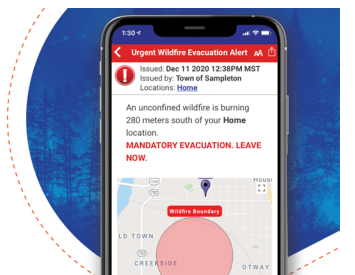 1:30
Urgent Wildfire Evacuation Alert AA
Issued: Dec 11 2020 12:38PM MST
Issued by: Town of Sampleton
Locations: Home
An unconfined wildfire is burning
280 meters south of your Home
location.
MANDATORY EVACUATION. LEAVE
NOW.
HOUS
Wildfire Boundary
LD TOWN
CREEKSIDE
OTWAY